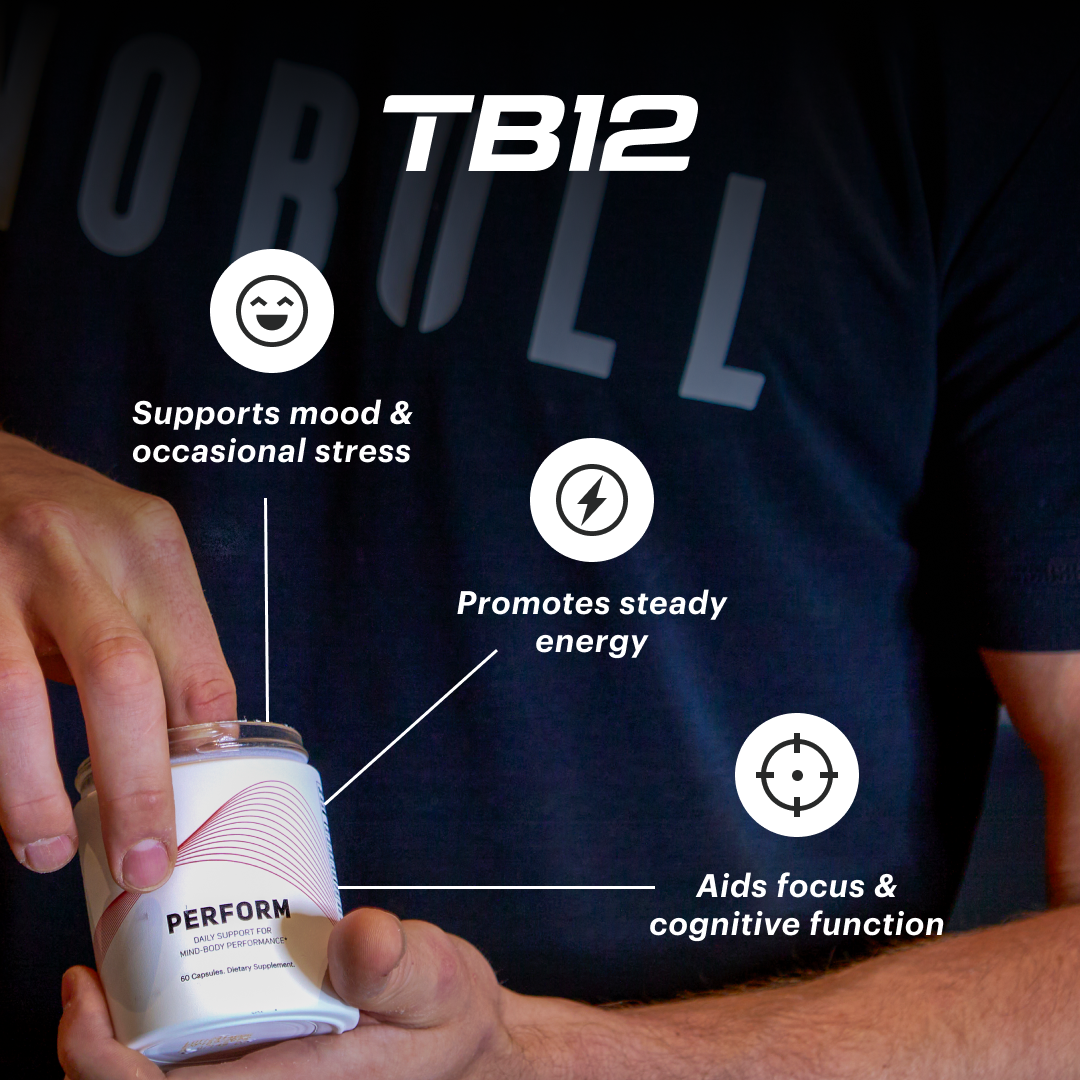 NOBULL
TB12
Supports mood &
occasional stress
Promotes steady
energy
Aids focus &
cognitive function
PERFORM
DAILY SUPPORT FOR
MIND-BODY PERFORMANCE*
60 Capsules. Dietary Supplement.